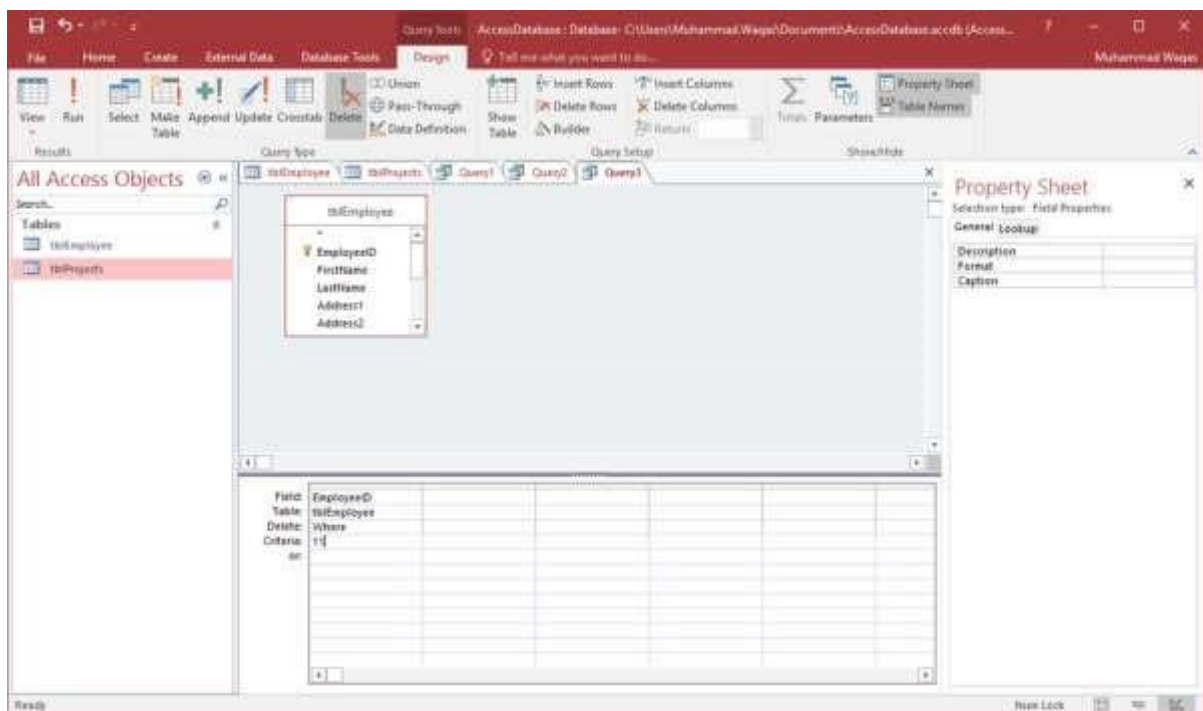 Query Tools AccessDatabase : Database- C:\Users\Muhammad.Waqas\Documents\AccessDatabase.accdb (Access... ?
File Home Create External Data Database Tools Design Tell me what you want to do... Muhammad Waqas
View Run Select Make Table Append Update Crosstab Delete
Union
Pass-Through
Data Definition
Show Table
Insert Rows
Delete Rows
Builder
Insert Columns
Delete Columns
Return:
Totals Parameters
Property Sheet
Table Names
Results Query Type Query Setup Show/Hide
All Access Objects
Search...
Tables
tblEmployee
tblProjects
tblEmployee tblProjects Query1 Query2 Query3
tblEmployee
*
EmployeeID
FirstName
LastName
Address1
Address2
Field: EmployeeID
Table: tblEmployee
Delete: Where
Criteria: 11
or:
Property Sheet
Selection type: Field Properties
General Lookup
Description
Format
Caption
Ready Num Lock SQL